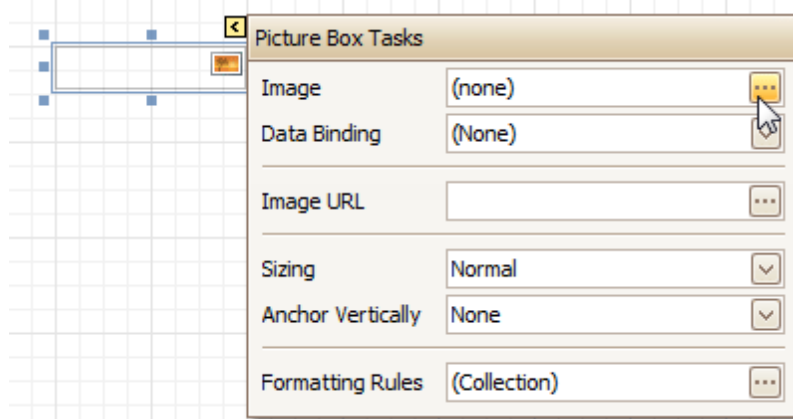 Picture Box Tasks
Image (none)
Data Binding (None)
Image URL
Sizing Normal
Anchor Vertically None
Formatting Rules (Collection)